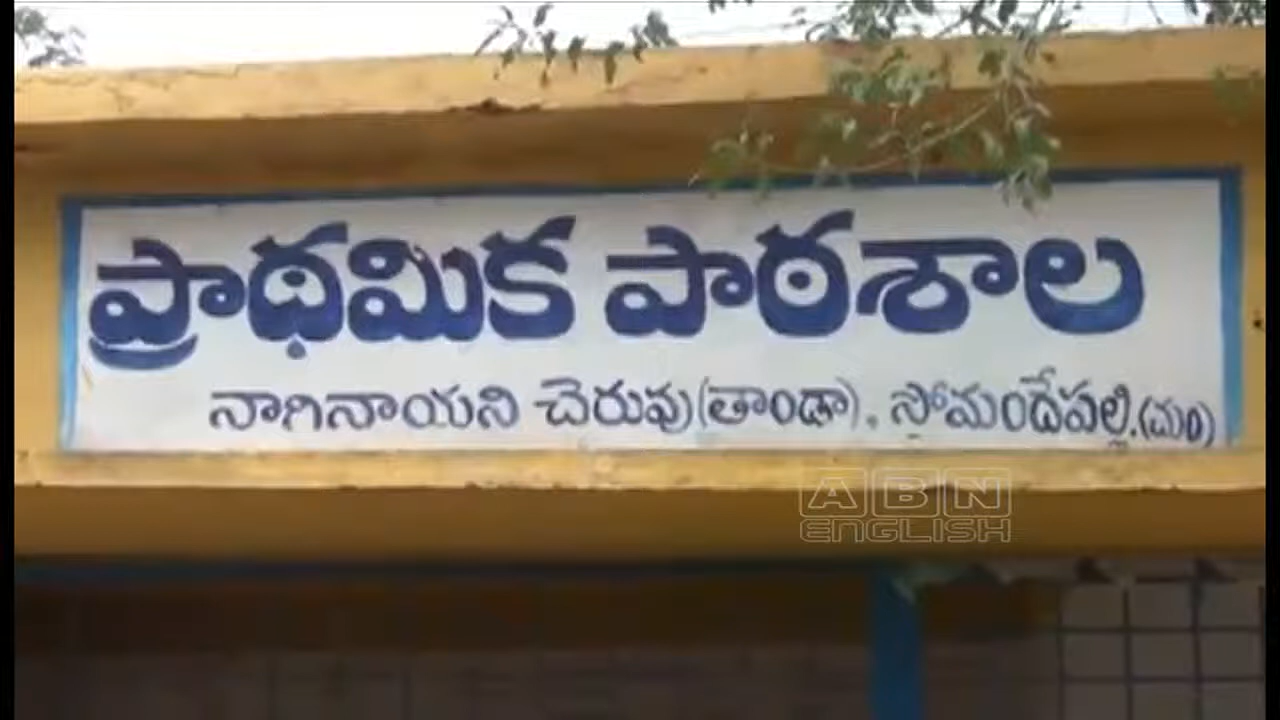 ప్రాథమిక పాఠశాల
నాగినాయని చెరువు(తాండా), సోమందేపల్లి.(మం)
ABN
ENGLISH